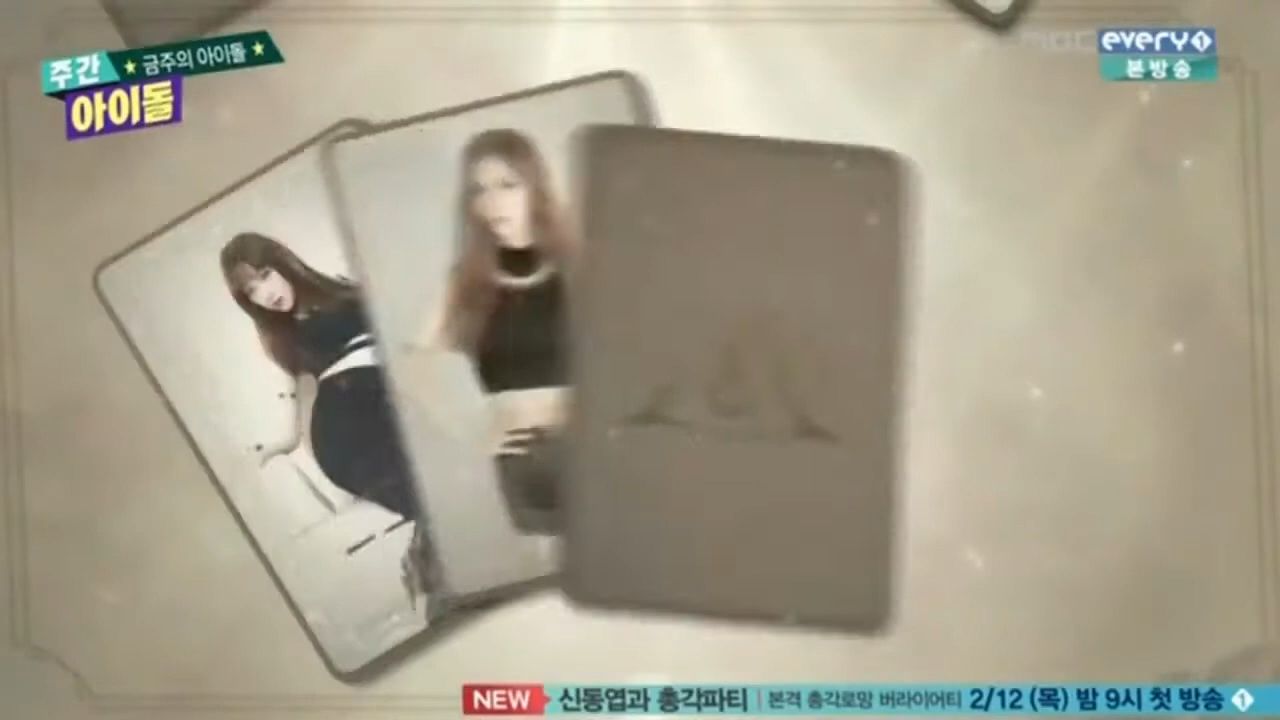 주간
★ 금주의 아이돌 ★
아이돌
MBC every1
본방송
NEW 신동엽과 총각파티 | 본격 총각로망 버라이어티 2/12 (목) 밤 9시 첫 방송 1